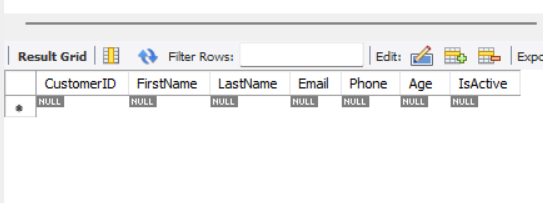 Result Grid Filter Rows: Edit: Expo
CustomerID FirstName LastName Email Phone Age IsActive
NULL NULL NULL NULL NULL NULL NULL